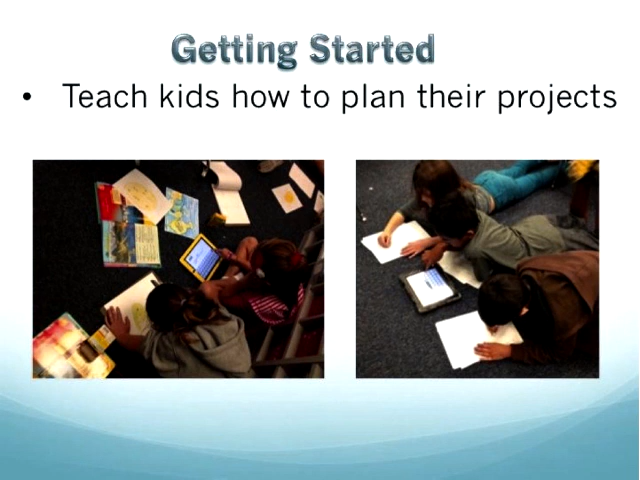 Getting Started
• Teach kids how to plan their projects